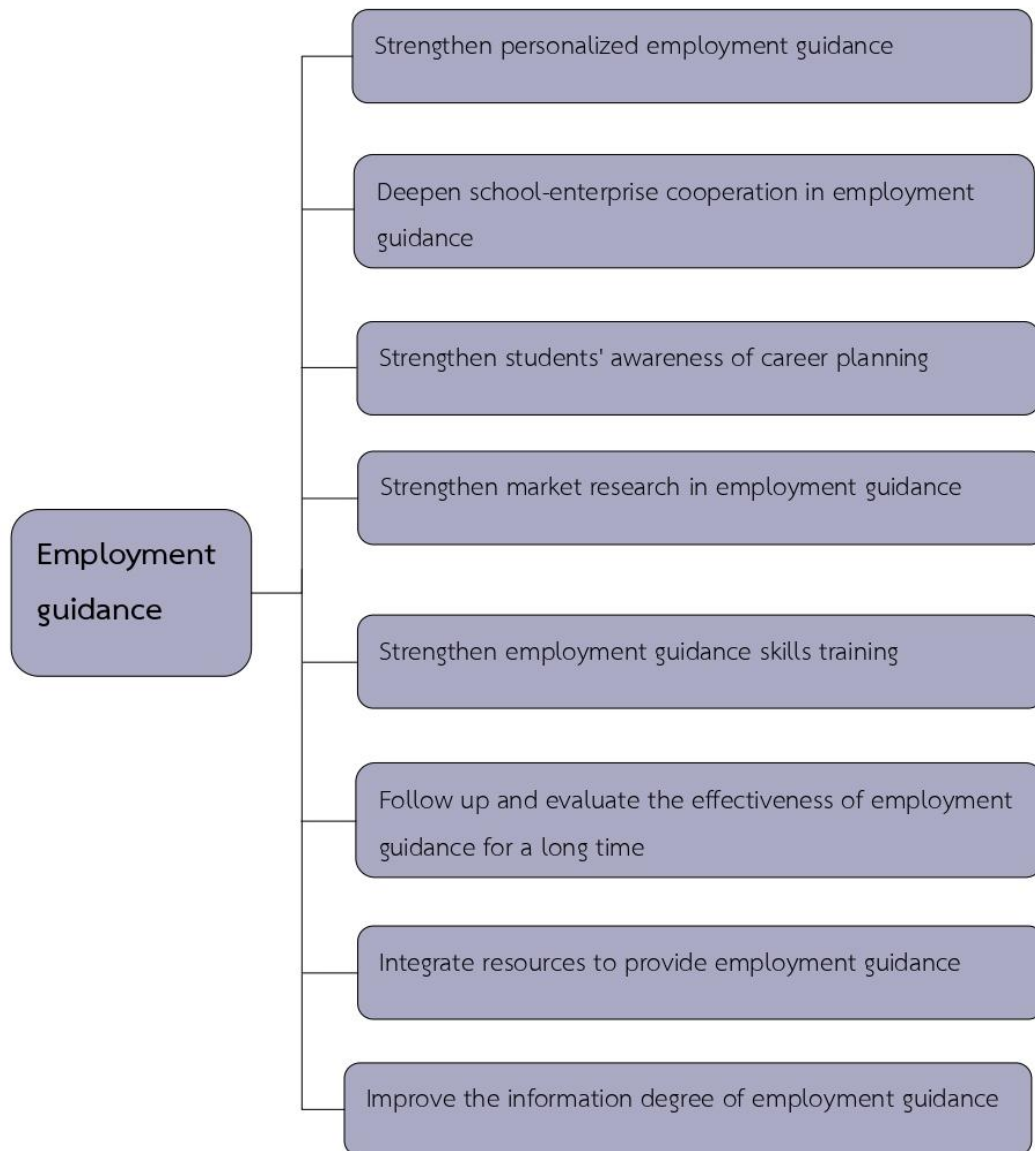 Strengthen personalized employment guidance
Deepen school-enterprise cooperation in employment
guidance
Strengthen students' awareness of career planning
Strengthen market research in employment guidance
Employment
guidance
Strengthen employment guidance skills training
Follow up and evaluate the effectiveness of employment
guidance for a long time
Integrate resources to provide employment guidance
Improve the information degree of employment guidance